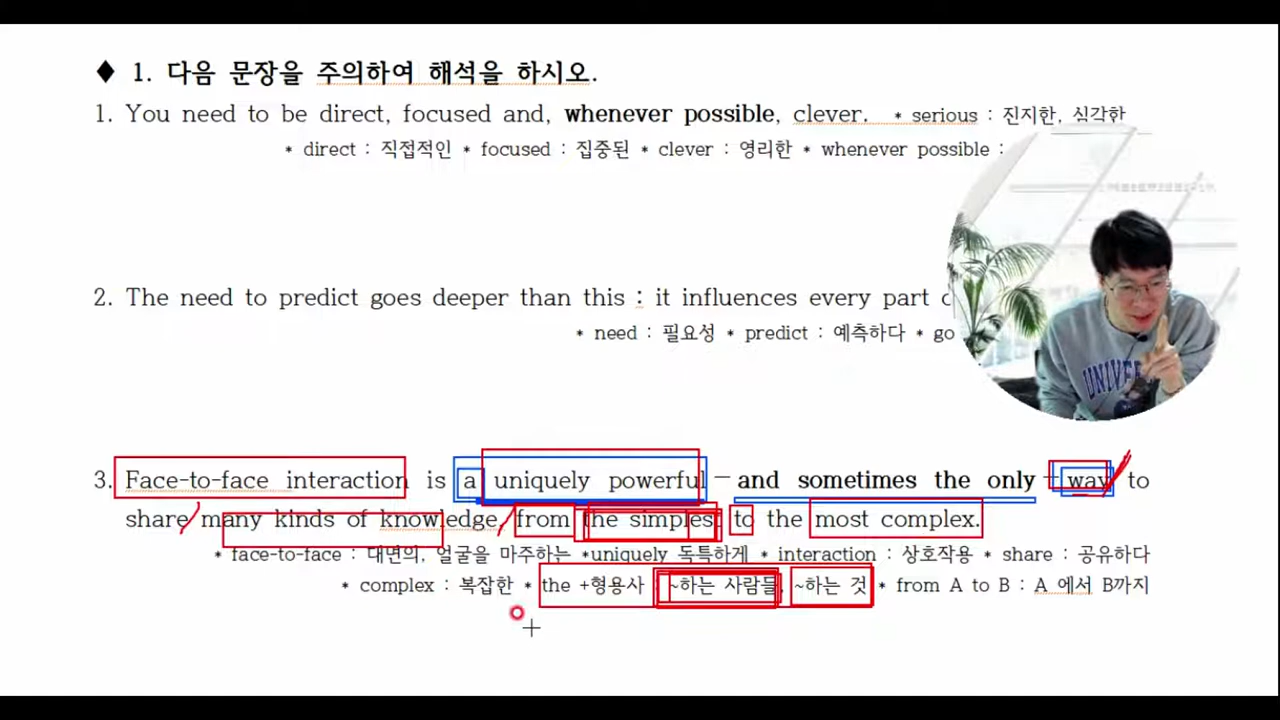 ◆ 1. 다음 문장을 주의하여 해석을 하시오.
1. You need to be direct, focused and, whenever possible, clever. * serious : 진지한, 심각한
* direct : 직접적인 * focused : 집중된 * clever : 영리한 * whenever possible :
2. The need to predict goes deeper than this : it influences every part
* need : 필요성 * predict : 예측하다 * go
3. Face-to-face interaction is a uniquely powerful — and sometimes the only — way to
share many kinds of knowledge, from the simplest to the most complex.
* face-to-face : 대면의, 얼굴을 마주하는 *uniquely 독특하게 * interaction : 상호작용 * share : 공유하다
* complex : 복잡한 * the +형용사 : ~하는 사람들, ~하는 것 * from A to B : A 에서 B까지
UNIVE